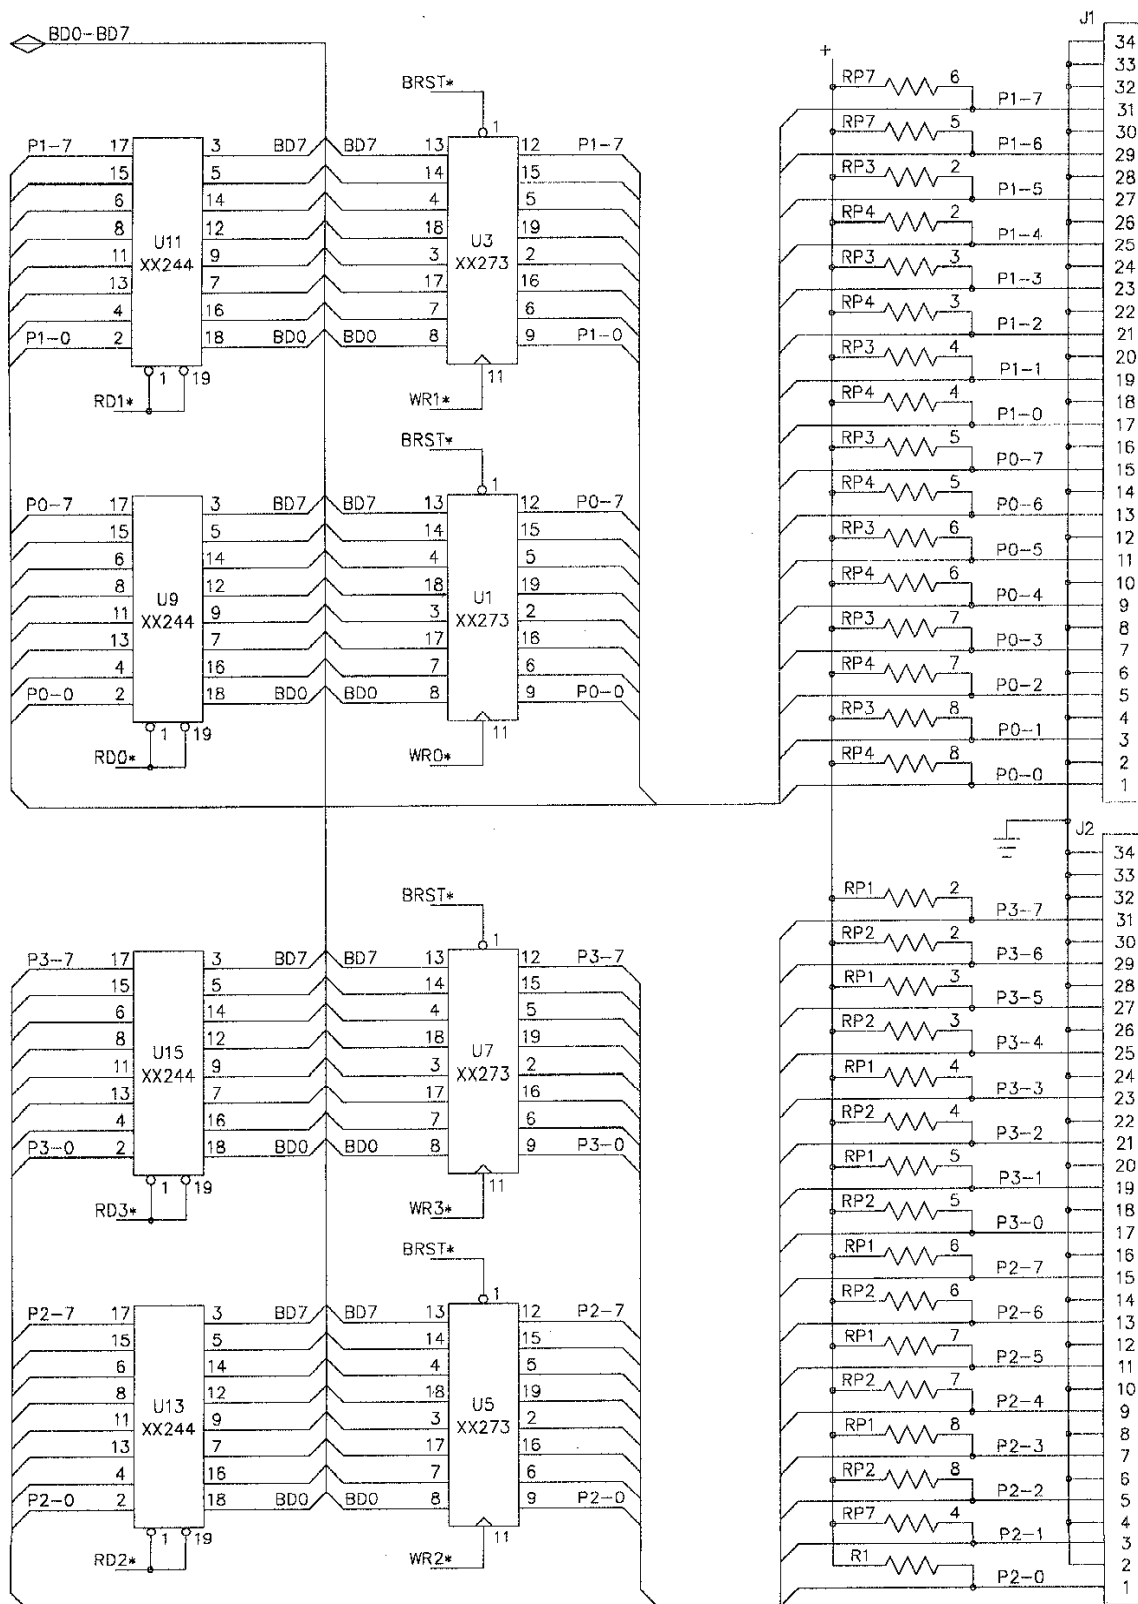 BD0-BD7
BRST*
1
P1-7 17 3 BD7 BD7 13 12 P1-7
15 5 14 15
6 14 4 5
8 12 18 19
U11 U3
11 9 3 2
XX244 XX273
13 7 17 16
4 16 7 6
P1-0 2 18 BD0 BD0 8 9 P1-0
1 19 11
RD1* WR1*
BRST*
1
P0-7 17 3 BD7 BD7 13 12 P0-7
15 5 14 15
6 14 4 5
8 12 18 19
U9 U1
11 9 3 2
XX244 XX273
13 7 17 16
4 16 7 6
P0-0 2 18 BD0 BD0 8 9 P0-0
1 19 11
RD0* WR0*
BRST*
1
P3-7 17 3 BD7 BD7 13 12 P3-7
15 5 14 15
6 14 4 5
8 12 18 19
U15 U7
11 9 3 2
XX244 XX273
13 7 17 16
4 16 7 6
P3-0 2 18 BD0 BD0 8 9 P3-0
1 19 11
RD3* WR3*
BRST*
1
P2-7 17 3 BD7 BD7 13 12 P2-7
15 5 14 15
6 14 4 5
8 12 18 19
U13 U5
11 9 3 2
XX244 XX273
13 7 17 16
4 16 7 6
P2-0 2 18 BD0 BD0 8 9 P2-0
1 19 11
RD2* WR2*
J1
+
34
33
RP7 6 32
P1-7 31
RP7 5 30
P1-6 29
RP3 2 28
P1-5 27
RP4 2 26
P1-4 25
RP3 3 24
P1-3 23
RP4 3 22
P1-2 21
RP3 4 20
P1-1 19
RP4 4 18
P1-0 17
RP3 5 16
P0-7 15
RP4 5 14
P0-6 13
RP3 6 12
P0-5 11
RP4 6 10
P0-4 9
RP3 7 8
P0-3 7
RP4 7 6
P0-2 5
RP3 8 4
P0-1 3
RP4 8 2
P0-0 1
J2
34
33
RP1 2 32
P3-7 31
RP2 2 30
P3-6 29
RP1 3 28
P3-5 27
RP2 3 26
P3-4 25
RP1 4 24
P3-3 23
RP2 4 22
P3-2 21
RP1 5 20
P3-1 19
RP2 5 18
P3-0 17
RP1 6 16
P2-7 15
RP2 6 14
P2-6 13
RP1 7 12
P2-5 11
RP2 7 10
P2-4 9
RP1 8 8
P2-3 7
RP2 8 6
P2-2 5
RP7 4 4
P2-1 3
R1 2
P2-0 1